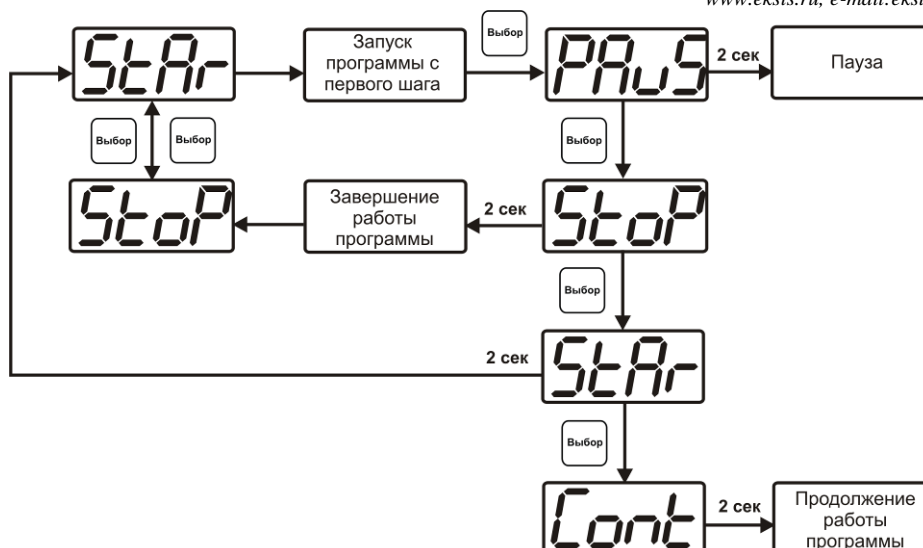 www.eksis.ru, e-mail:eksi
StAr
Запуск
программы с
первого шага
Выбор
PAuS
2 сек
Пауза
Выбор
Выбор
Выбор
StoP
Завершение
работы
программы
2 сек
StoP
Выбор
2 сек
StAr
Выбор
Cont
2 сек
Продолжение
работы
программы